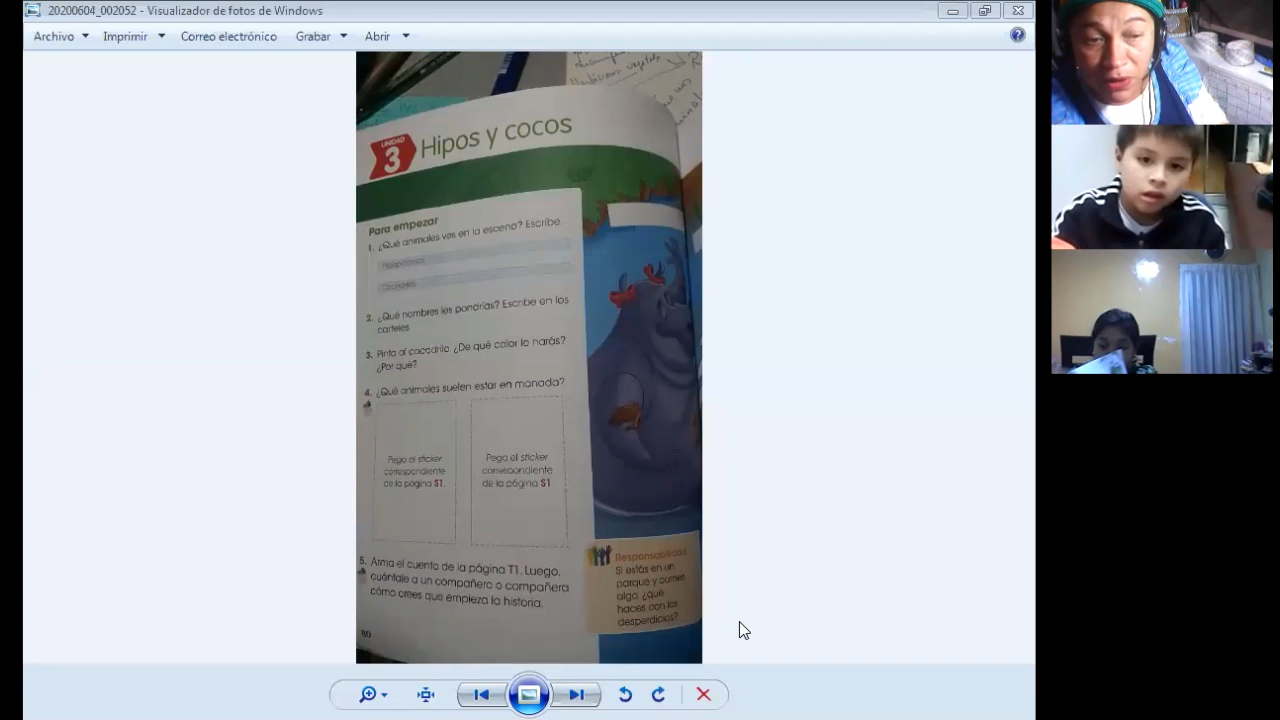 20200604_002052 - Visualizador de fotos de Windows
Archivo Imprimir Correo electrónico Grabar Abrir
UNIDAD
3
Hipos y cocos
Para empezar
1. ¿Qué animales ves en la escena? Escribe.
Hipopótamos
Cocodrilos
2. ¿Qué nombres les pondrías? Escribe en los
carteles.
3. Pinta al cocodrilo. ¿De qué color lo harás?
¿Por qué?
4. ¿Qué animales suelen estar en manada?
Pega el sticker
correspondiente
de la página S1.
Pega el sticker
correspondiente
de la página S1
5. Arma el cuento de la página T1. Luego,
cuéntale a un compañero o compañera
cómo crees que empieza la historia.
Responsabilidad
Si estás en un
parque y comes
algo, ¿qué
haces con los
desperdicios?
80